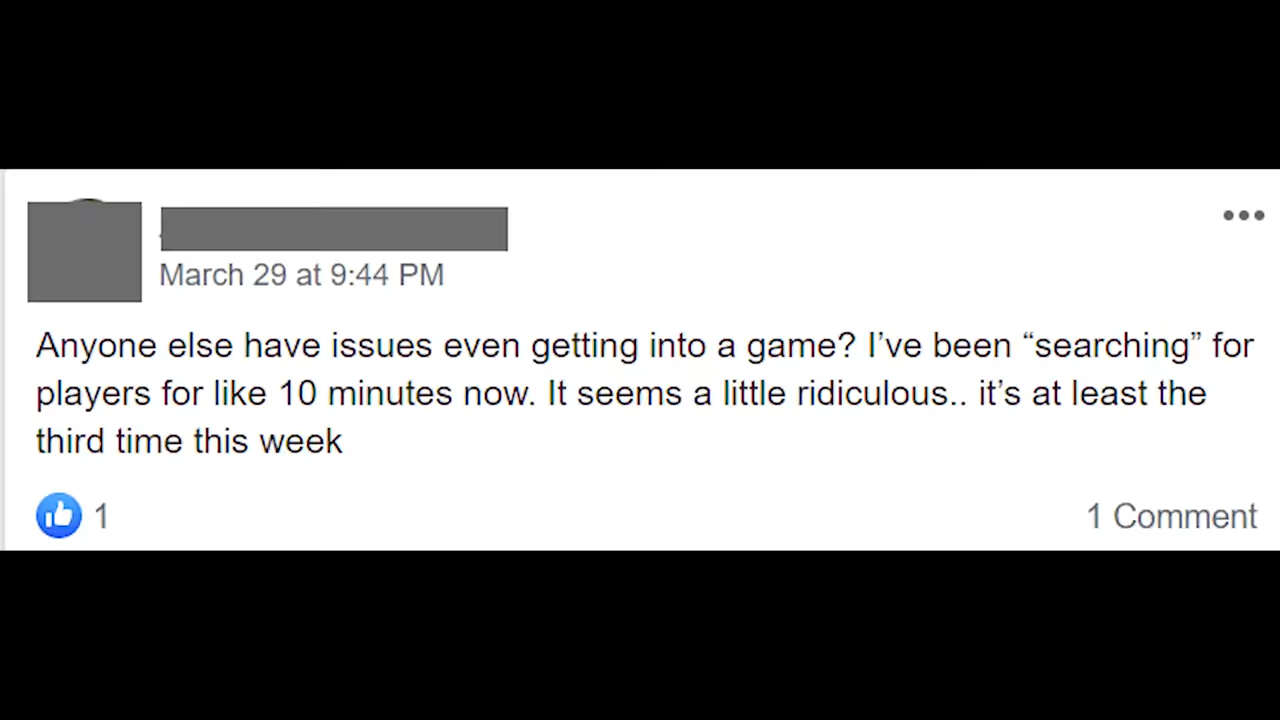 March 29 at 9:44 PM
Anyone else have issues even getting into a game? I’ve been “searching” for
players for like 10 minutes now. It seems a little ridiculous.. it’s at least the
third time this week
1
1 Comment